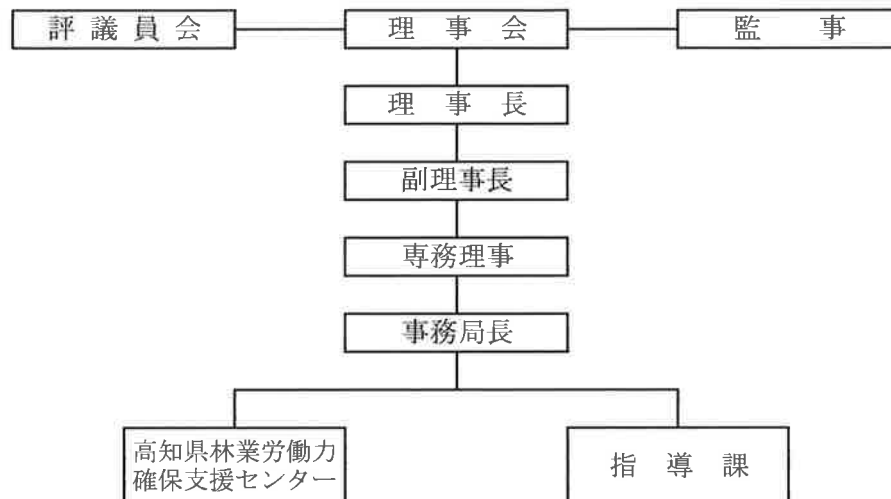 評議員会
理事会
監事
理事長
副理事長
専務理事
事務局長
高知県林業労働力
確保支援センター
指導課